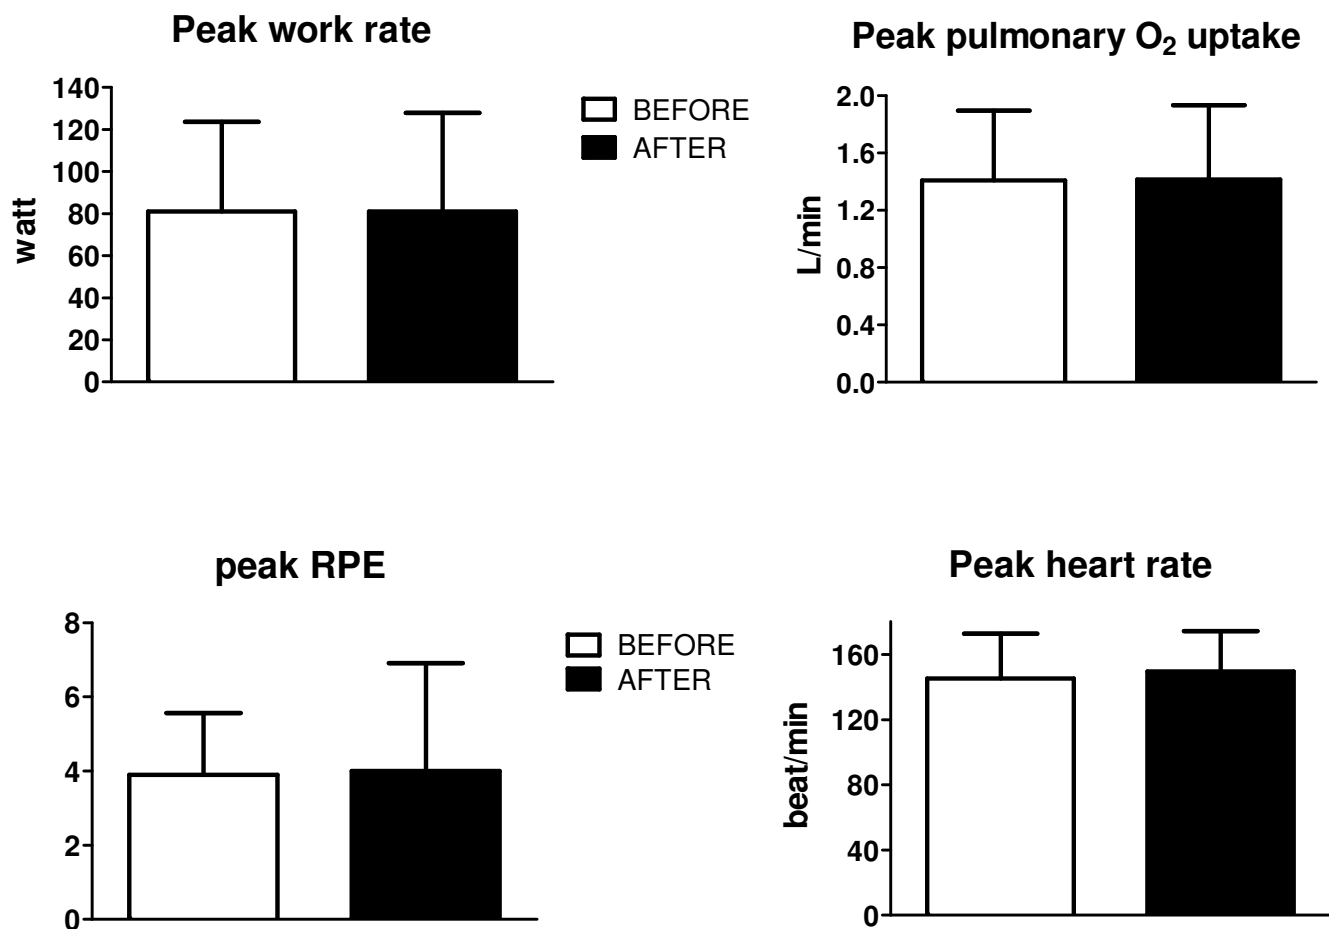 Peak work rate
watt
140
120
100
80
60
40
20
0
BEFORE
AFTER
Peak pulmonary O₂ uptake
L/min
2.0
1.6
1.2
0.8
0.4
0.0
peak RPE
8
6
4
2
0
BEFORE
AFTER
Peak heart rate
beat/min
160
120
80
40
0